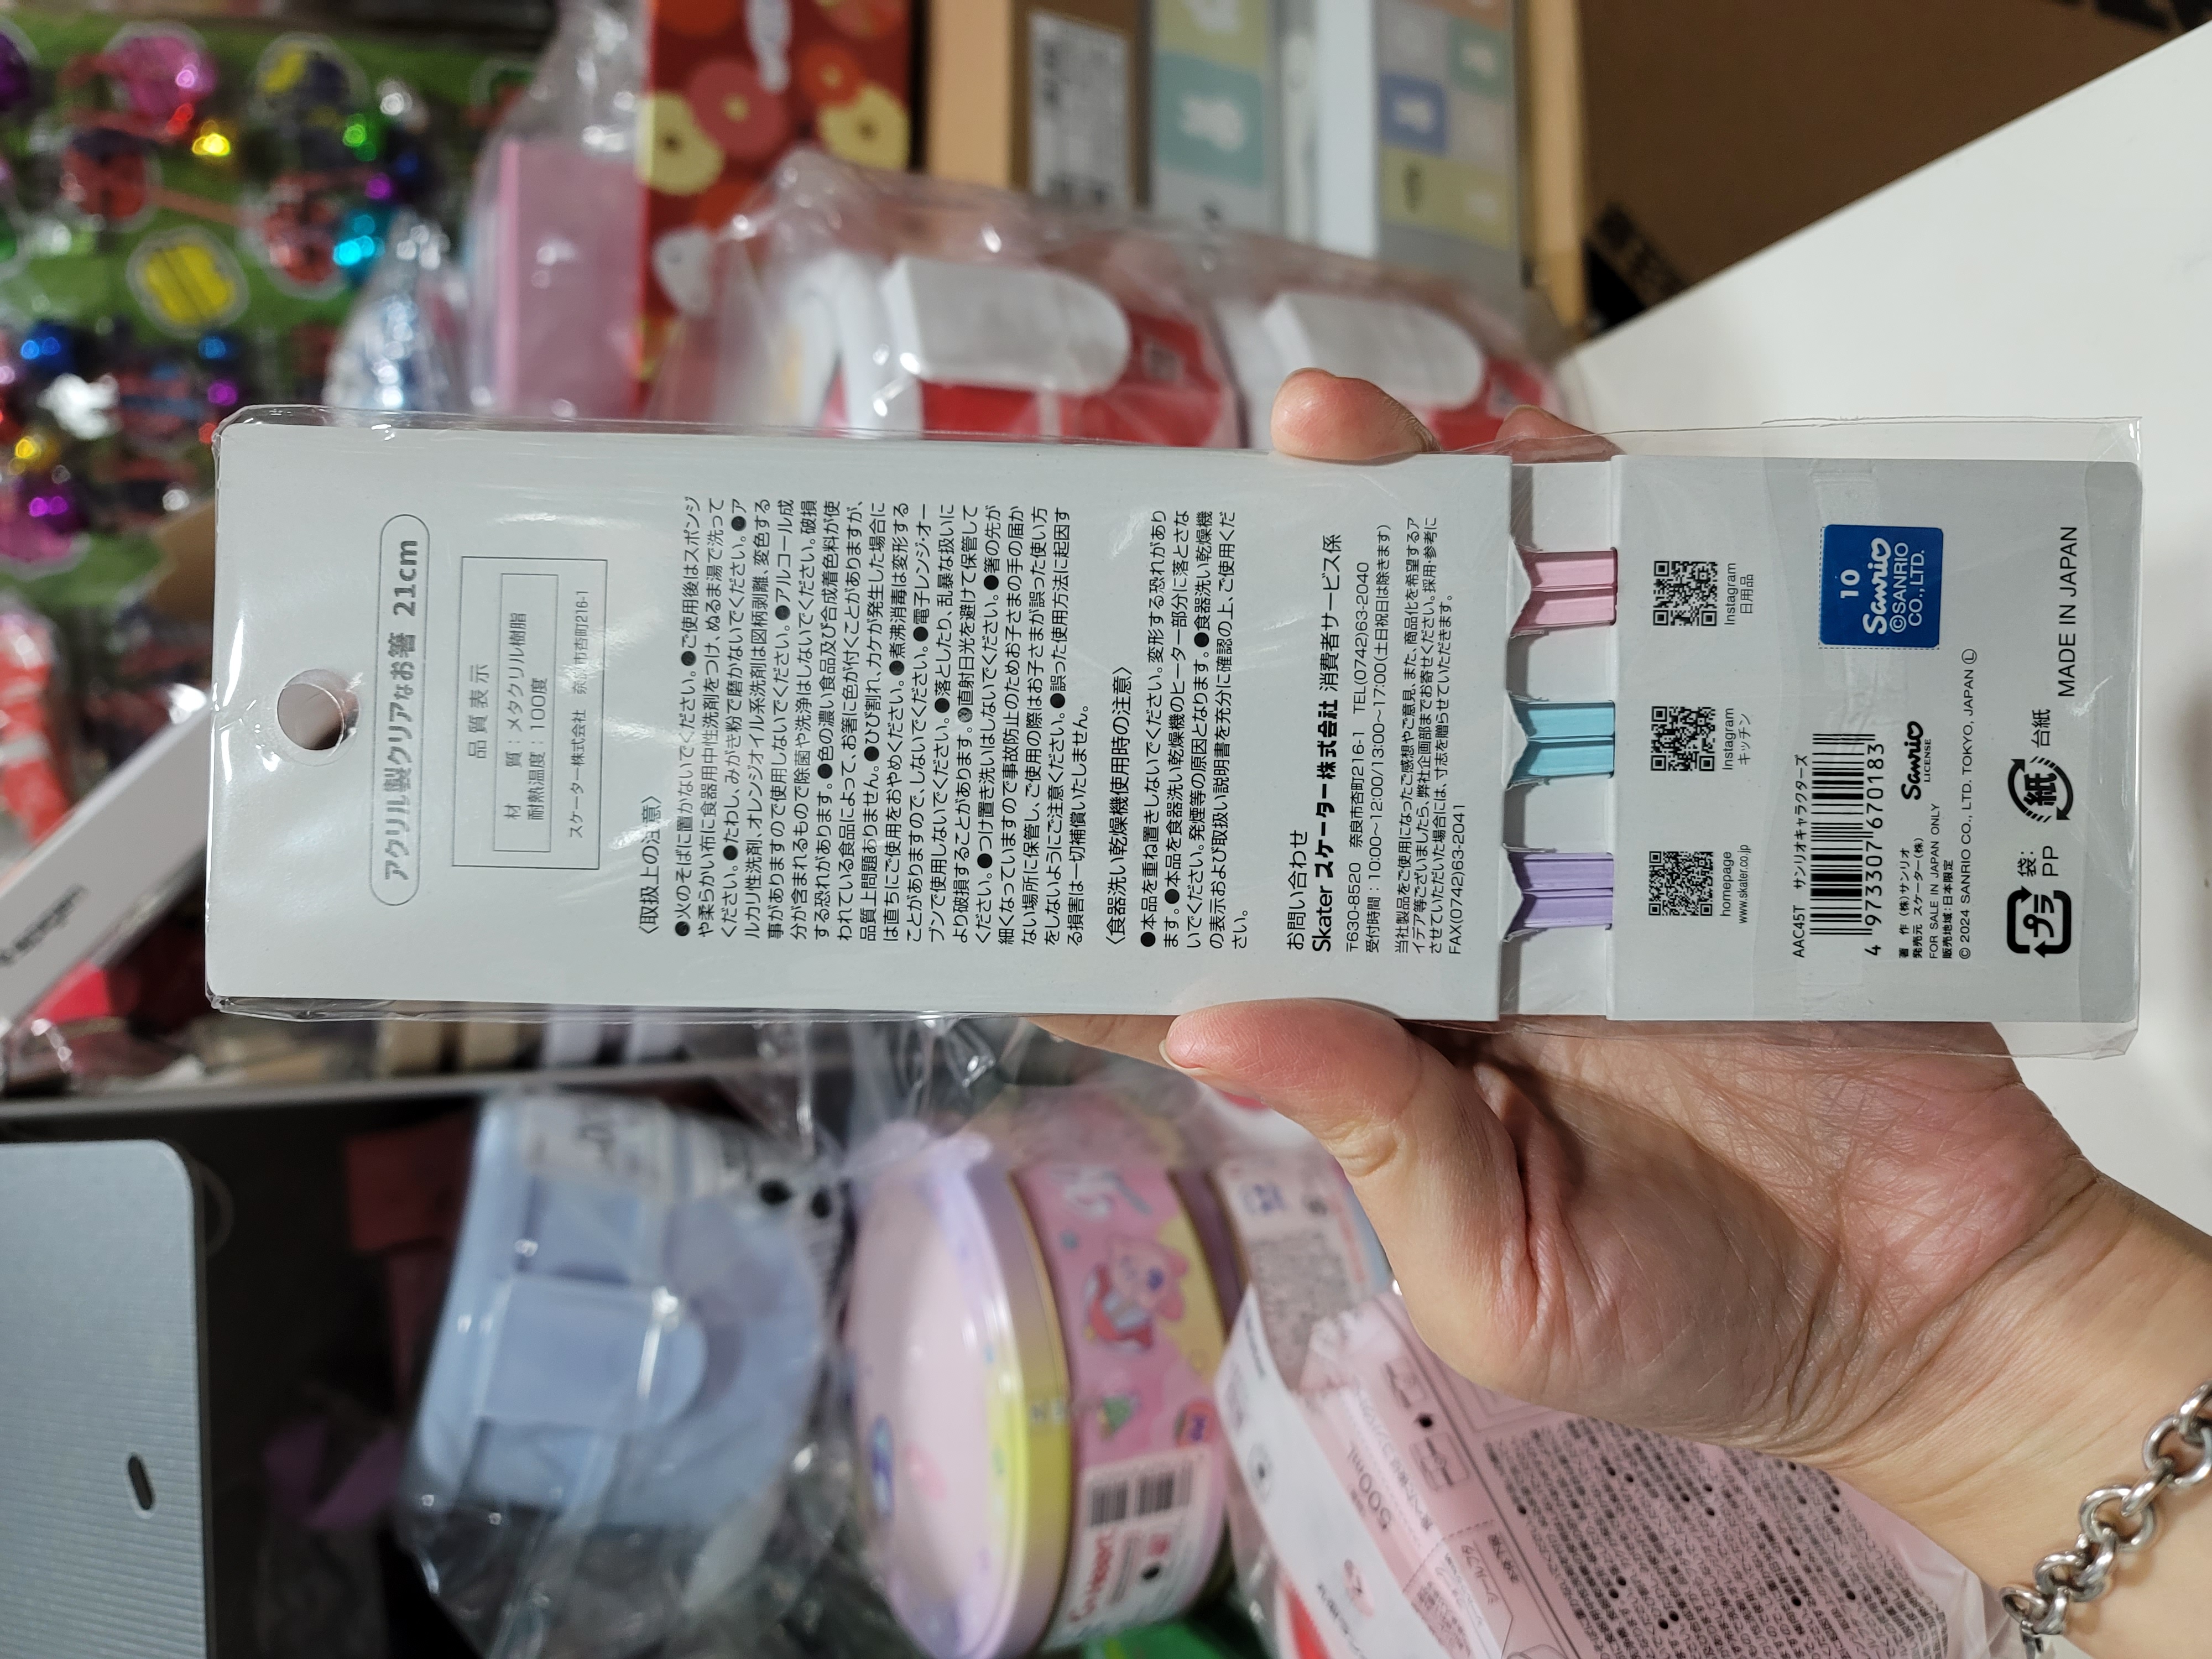 アクリル製クリアなお箸 21cm
品質表示
材 質：メタクリル樹脂
耐熱温度：100度
スケーター株式会社 奈良市杏町216-1
〈取扱上の注意〉
●火のそばに置かないでください。●ご使用後はスポンジ
や柔らかい布に食器用中性洗剤をつけ、ぬるま湯で洗って
ください。●たわし、みがき粉で磨かないでください。●ア
ルカリ性洗剤、オレンジオイル系洗剤は図柄剥離、変色する
事がありますので使用しないでください。●アルコール成
分が含まれるもので除菌や洗浄はしないでください。破損
する恐れがあります。●色の濃い食品及び合成着色料が使
われている食品によって、お箸に色が付くことがありますが、
品質上問題ありません。●ひび割れ、カケが発生した場合に
は直ちにご使用をおやめください。●煮沸消毒は変形する
ことがありますので、しないでください。●電子レンジ・オー
ブンで使用しないでください。●落としたり、乱暴な扱いに
より破損することがあります。●直射日光を避けて保管して
ください。●つけ置き洗いはしないでください。●箸の先が
細くなっていますので事故防止のためお子さまの手の届か
ない場所に保管し、ご使用の際はお子さまが誤った使い方
をしないようにご注意ください。●誤った使用方法に起因す
る損害は一切補償いたしません。
〈食器洗い乾燥機使用時の注意〉
●本品を重ね置きしないでください。変形する恐れがあり
ます。●本品を食器洗い乾燥機のヒーター部分に落とさな
いでください。発煙等の原因となります。●食器洗い乾燥機
の表示および取扱い説明書を充分に確認の上、ご使用くだ
さい。
お問い合わせ
Skater スケーター株式会社 消費者サービス係
〒630-8520 奈良市杏町216-1 TEL(0742)63-2040
受付時間：10:00〜12:00/13:00〜17:00(土日祝日は除きます)
当社製品をご使用になったご感想やご意見、また、商品化を希望するア
イデア等ございましたら、弊社企画部までお寄せください。採用・参考に
させていただいた場合には、寸志を贈らせていただきます。
FAX(0742)63-2041
homepage
www.skater.co.jp
Instagram
キッチン
Instagram
日用品
AAC45T サンリオキャラクターズ
4 973307 670183
著 作 (株)サンリオ
発売元 スケーター(株)
FOR SALE IN JAPAN ONLY
販売地域：日本限定
© 2024 SANRIO CO., LTD. TOKYO, JAPAN Ⓛ
Sanrio
LICENSE
10
Sanrio
©SANRIO
CO.,LTD.
プラ
袋：
PP
紙
台紙
MADE IN JAPAN
500mL